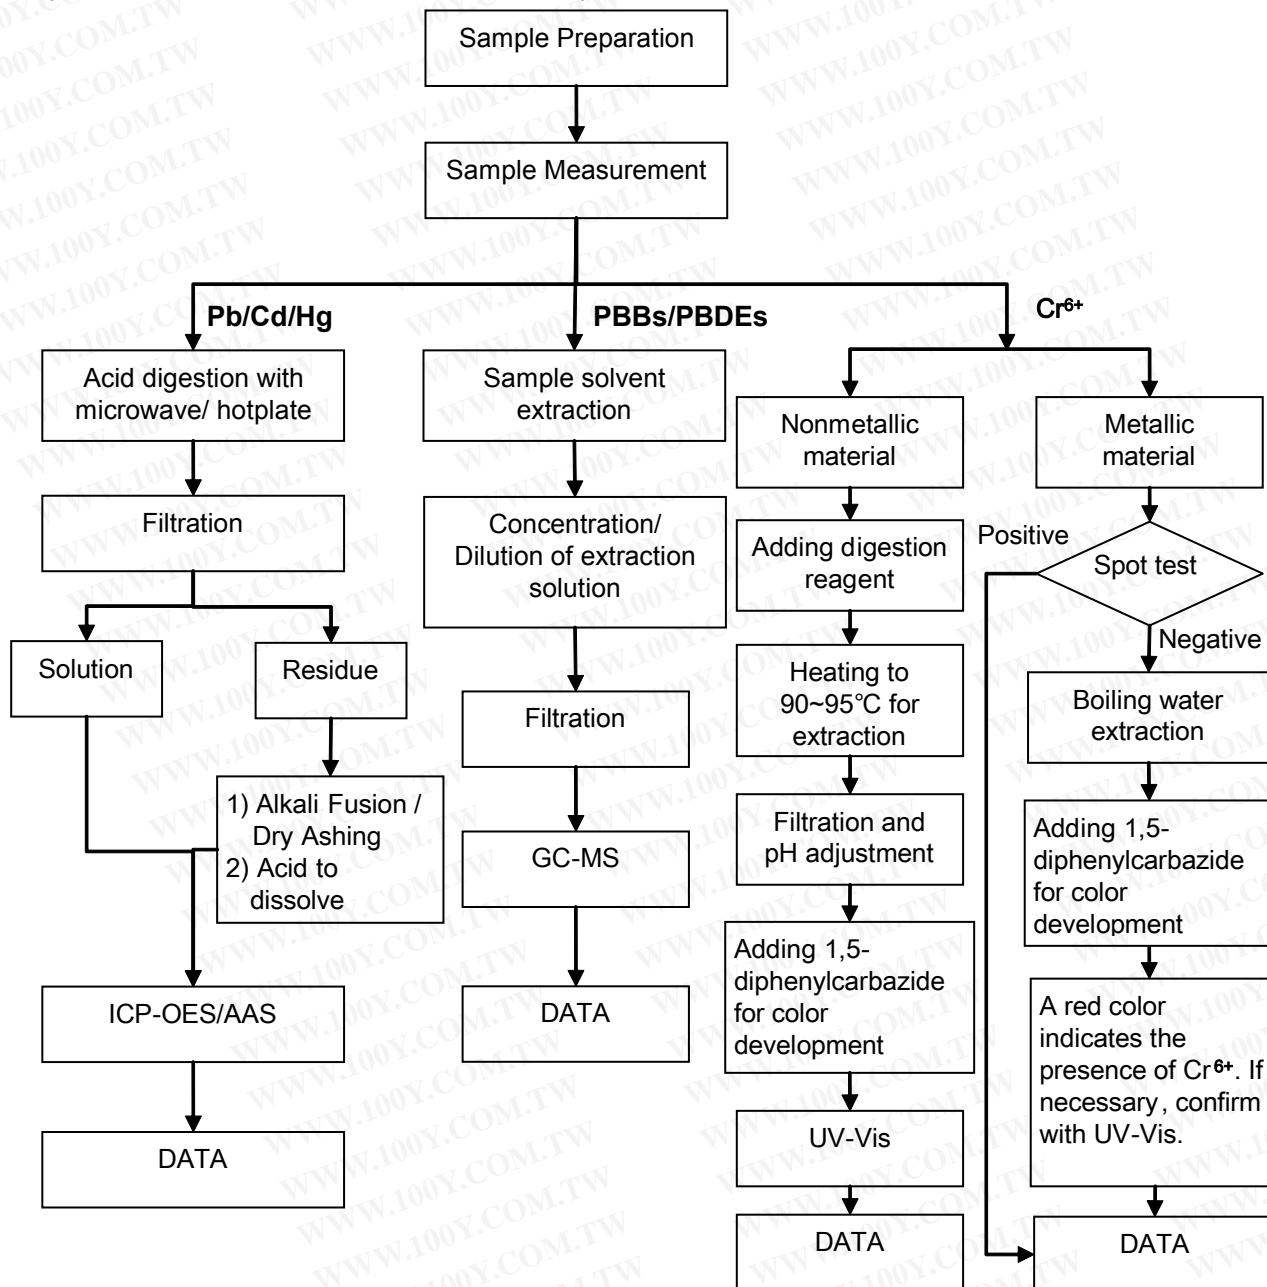 Sample Preparation
Sample Measurement
Pb/Cd/Hg
PBBs/PBDEs
Cr6+
Acid digestion with
microwave/ hotplate
Filtration
Solution
Residue
1) Alkali Fusion /
Dry Ashing
2) Acid to
dissolve
ICP-OES/AAS
DATA
Sample solvent
extraction
Concentration/
Dilution of extraction
solution
Filtration
GC-MS
DATA
Nonmetallic
material
Adding digestion
reagent
Heating to
90~95°C for
extraction
Filtration and
pH adjustment
Adding 1,5-
diphenylcarbazide
for color
development
UV-Vis
DATA
Metallic
material
Positive
Spot test
Negative
Boiling water
extraction
Adding 1,5-
diphenylcarbazide
for color
development
A red color
indicates the
presence of Cr6+. If
necessary, confirm
with UV-Vis.
DATA
WWW.100Y.COM.TW